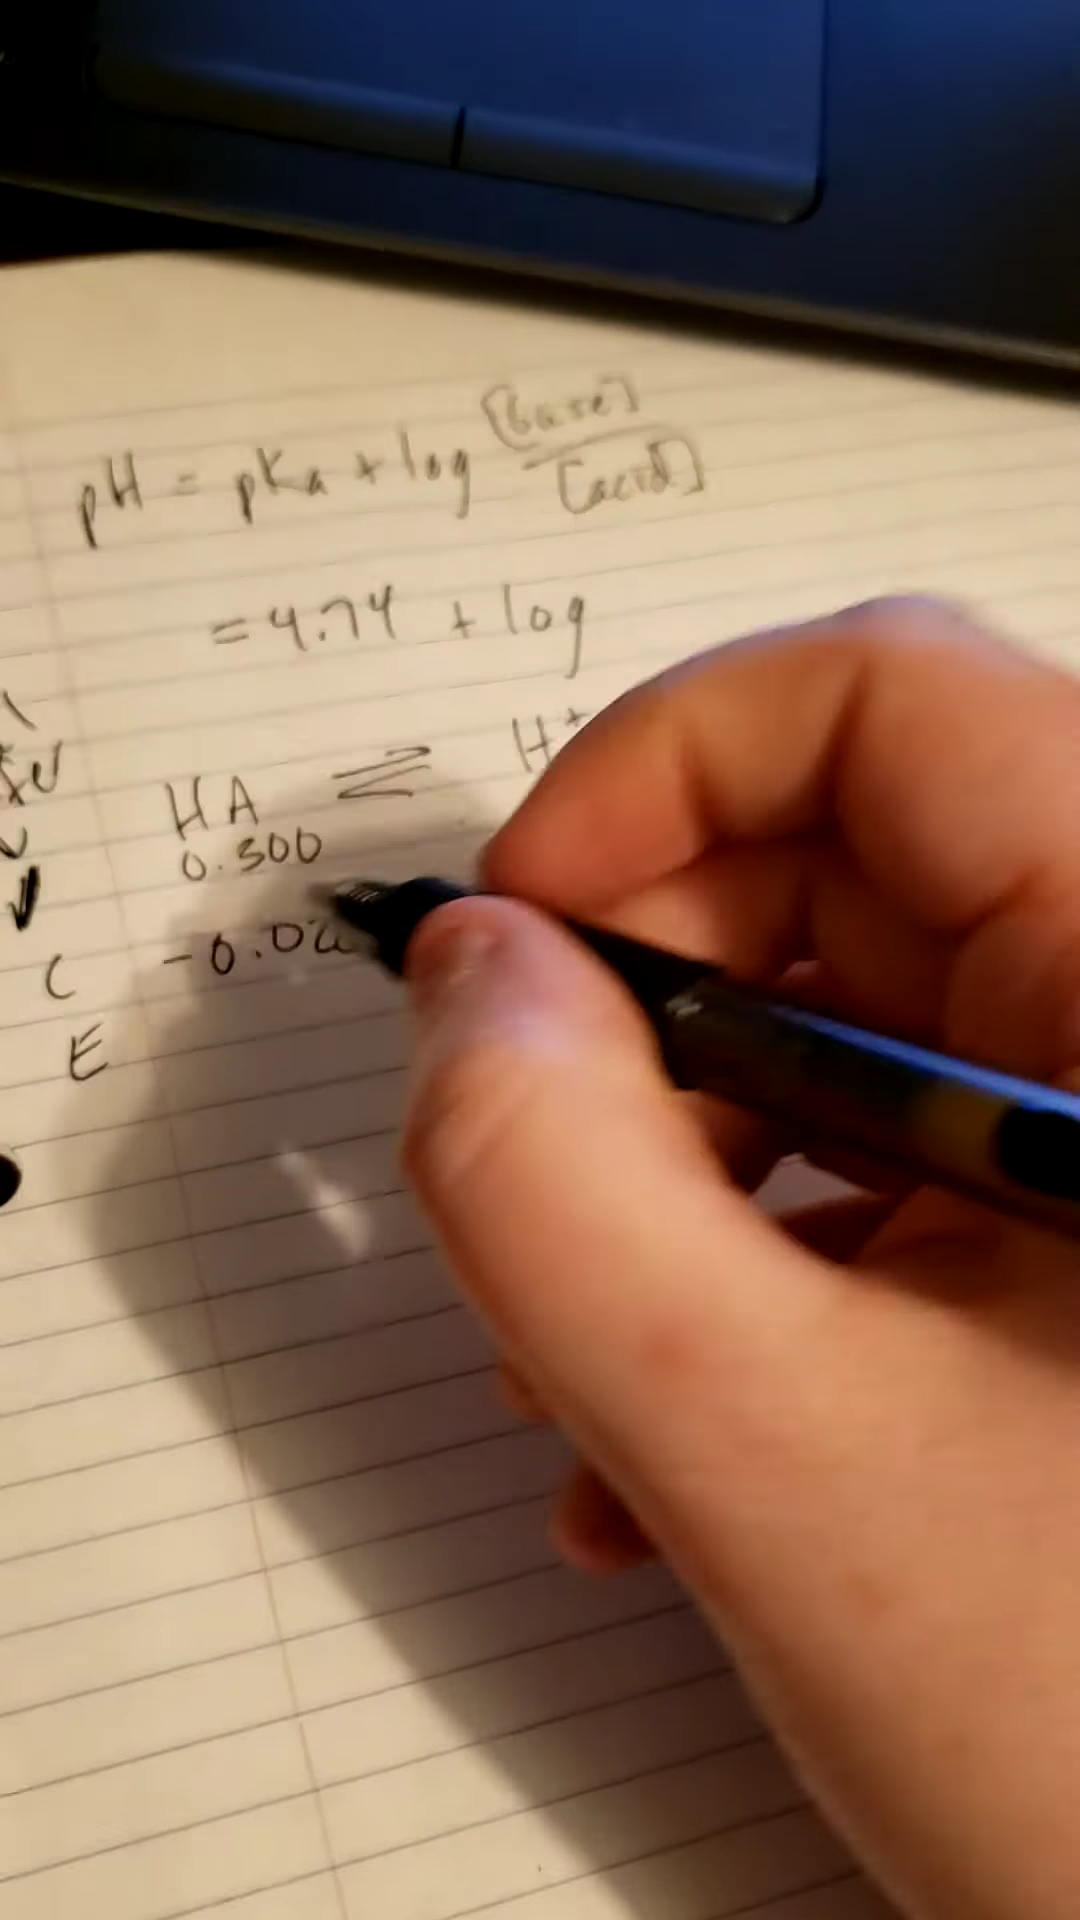 pH = pKa + log [base]/[acid]
= 4.74 + log
HA ⇌ H+
0.300
C -0.02
E